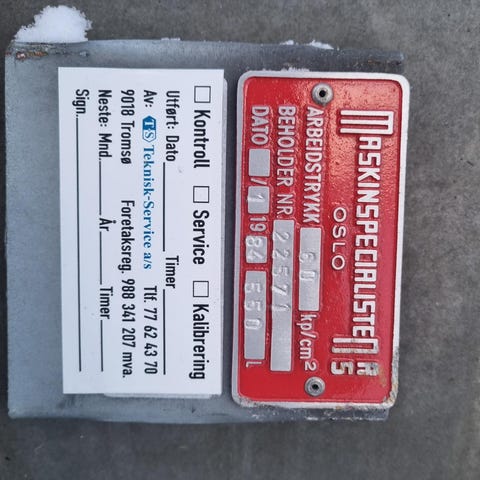 MASKINSPECIALISTEN A/S
OSLO
ARBEIDSTRYKK 60 kp/cm²
BEHOLDER NR. 22571
DATO /1 1984 550 L
Kontroll Service Kalibrering
Utført: Dato Timer
Av: TS Teknisk-Service a/s Tlf. 77 62 43 70
9018 Tromsø Foretaksreg. 988 341 207 mva.
Neste: Mnd. År Timer
Sign.